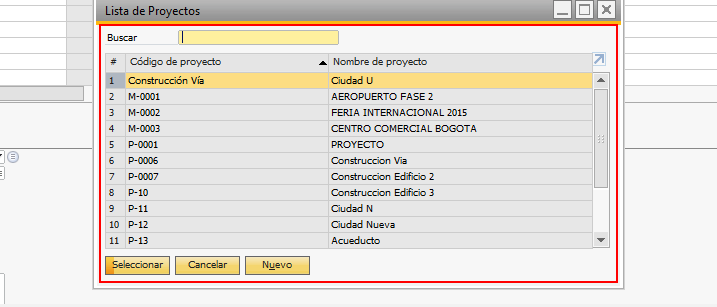 Lista de Proyectos
Buscar
# Código de proyecto Nombre de proyecto
1 Construcción Vía Ciudad U
2 M-0001 AEROPUERTO FASE 2
3 M-0002 FERIA INTERNACIONAL 2015
4 M-0003 CENTRO COMERCIAL BOGOTA
5 P-0001 PROYECTO
6 P-0006 Construccion Via
7 P-0007 Construccion Edificio 2
8 P-10 Construccion Edificio 3
9 P-11 Ciudad N
10 P-12 Ciudad Nueva
11 P-13 Acueducto
Seleccionar Cancelar Nuevo